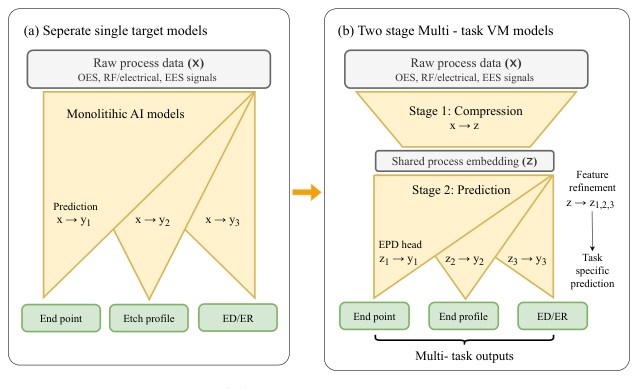 (a) Seperate single target models
Raw process data (x)
OES, RF/electrical, EES signals
Monolitihic AI models
Prediction
x → y1
x → y2
x → y3
End point
Etch profile
ED/ER
(b) Two stage Multi - task VM models
Raw process data (x)
OES, RF/electrical, EES signals
Stage 1: Compression
x → z
Shared process embedding (z)
Stage 2: Prediction
Feature
refinement
z → z1,2,3
EPD head
z1 → y1
z2 → y2
z3 → y3
Task
specific
prediction
End point
End profile
ED/ER
Multi- task outputs